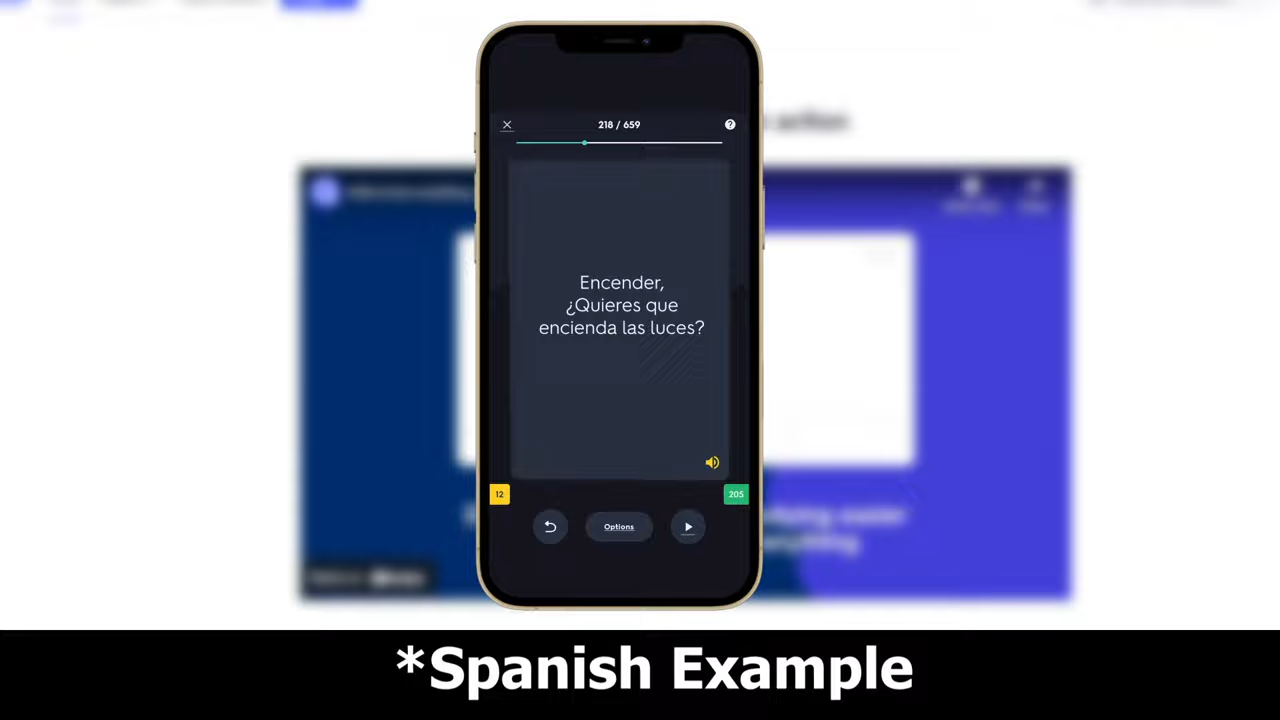 218 / 659
?
Encender,
¿Quieres que
encienda las luces?
12
205
Options
*Spanish Example